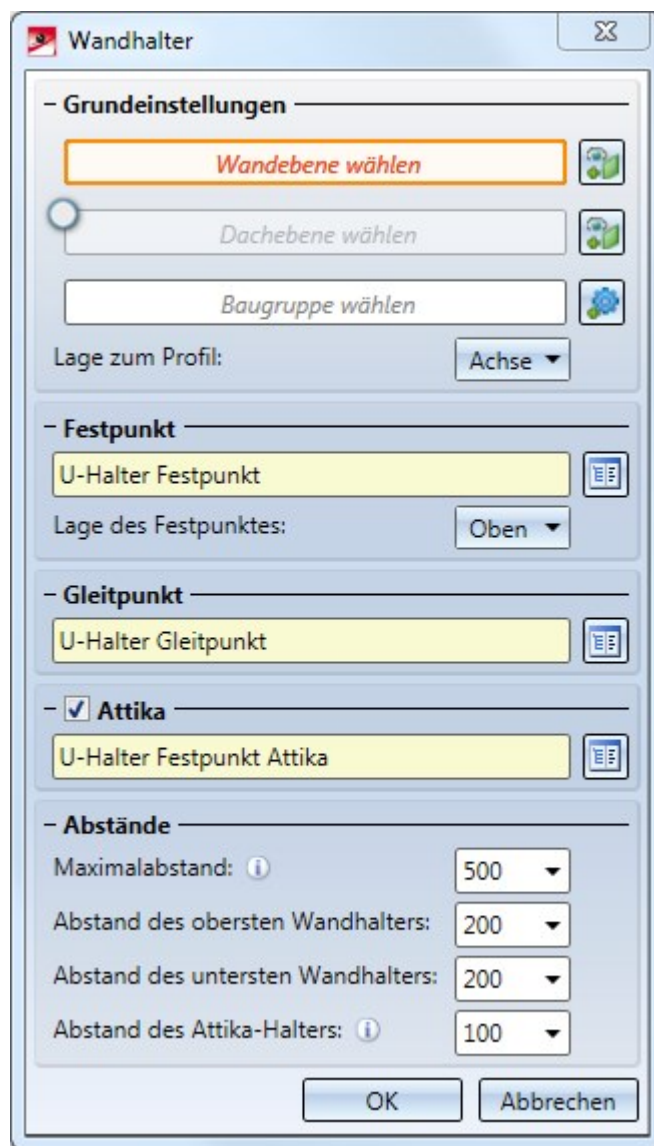 Wandhalter
Grundeinstellungen
Wandebene wählen
Dachebene wählen
Baugruppe wählen
Lage zum Profil: Achse
Festpunkt
U-Halter Festpunkt
Lage des Festpunktes: Oben
Gleitpunkt
U-Halter Gleitpunkt
Attika
U-Halter Festpunkt Attika
Abstände
Maximalabstand: 500
Abstand des obersten Wandhalters: 200
Abstand des untersten Wandhalters: 200
Abstand des Attika-Halters: 100
OK Abbrechen